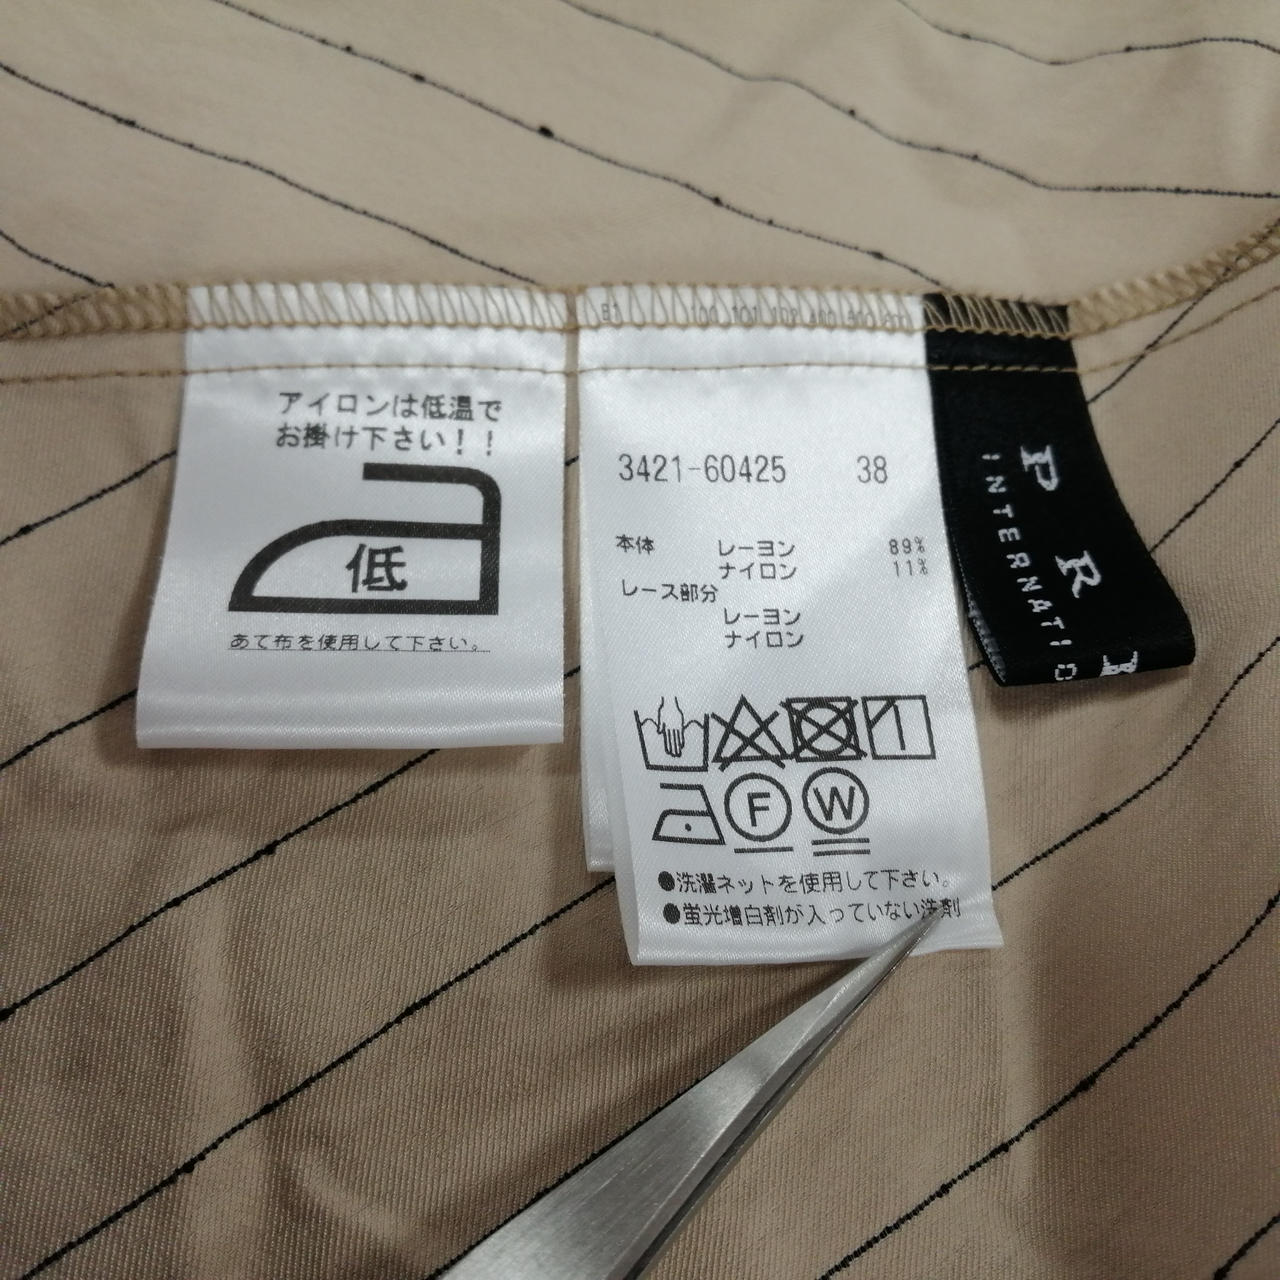 アイロンは低温で
お掛け下さい！！
低
あて布を使用して下さい。
3421-60425 38
本体 レーヨン 89%
ナイロン 11%
レース部分
レーヨン
ナイロン
F W
●洗濯ネットを使用して下さい。
●蛍光増白剤が入っていない洗剤
P R
INTERNATIO